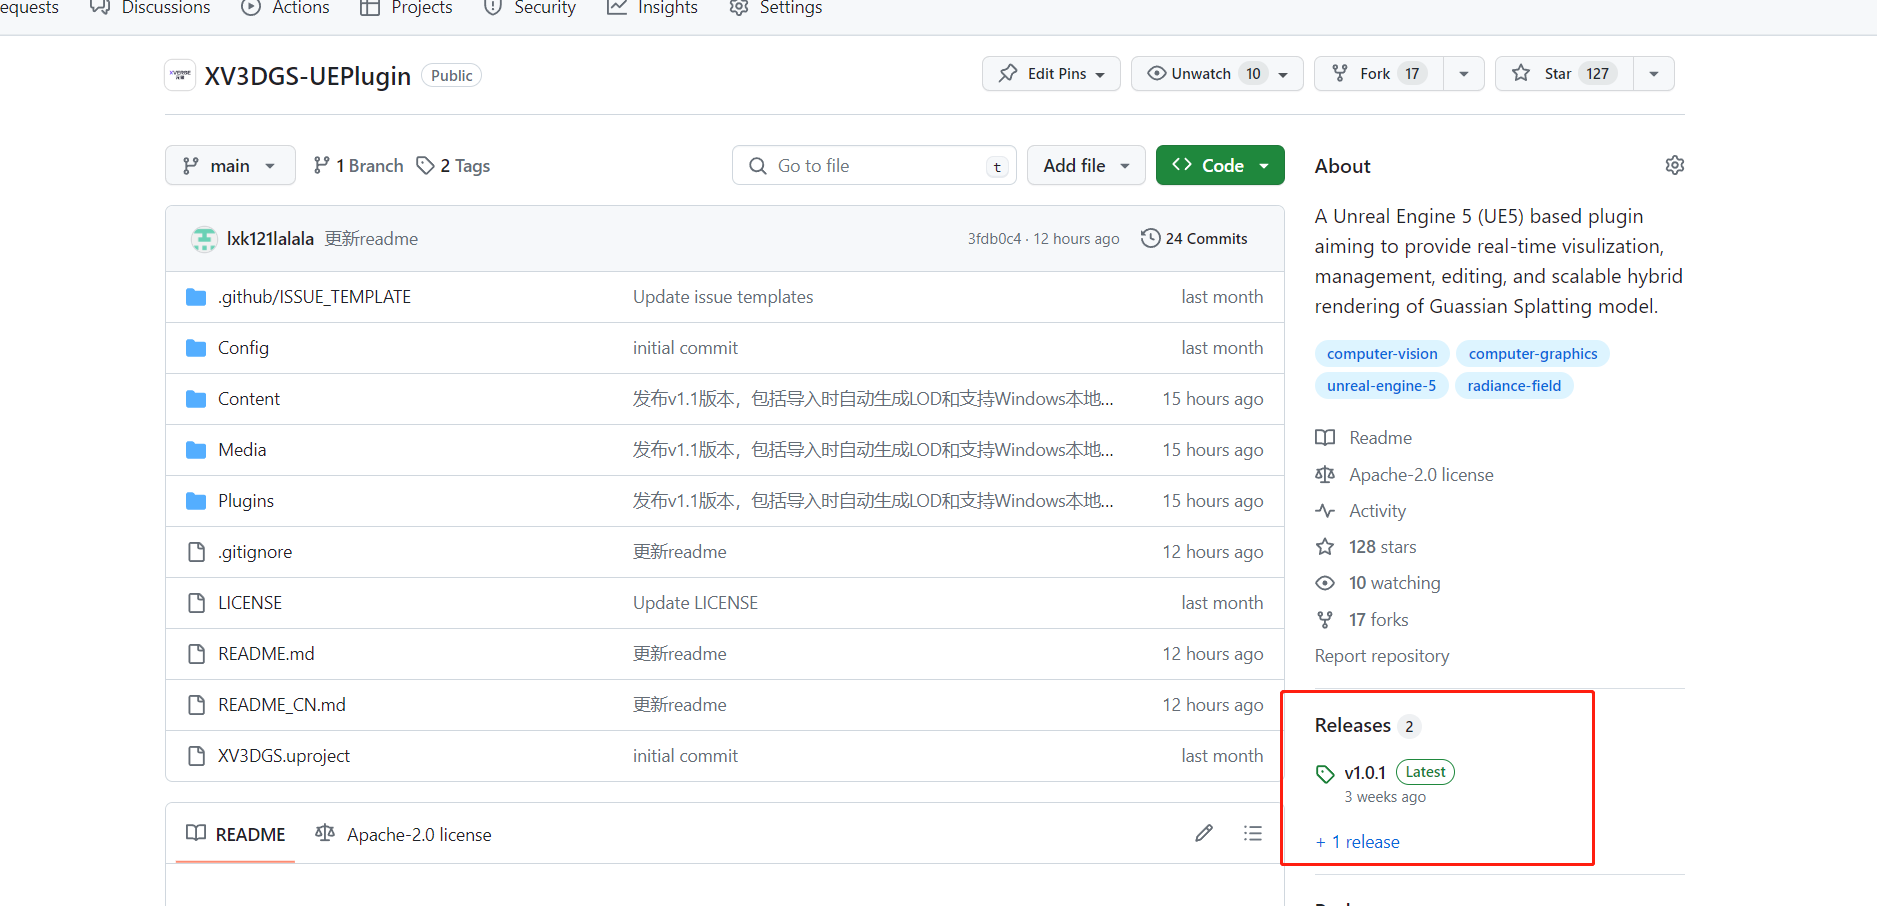 equests Discussions Actions Projects Security Insights Settings
XVERSE XV3DGS-UEPlugin Public Edit Pins Unwatch 10 Fork 17 Star 127
main 1 Branch 2 Tags Go to file t Add file Code
About
A Unreal Engine 5 (UE5) based plugin
aiming to provide real-time visulization,
management, editing, and scalable hybrid
rendering of Guassian Splatting model.
computer-vision computer-graphics
unreal-engine-5 radiance-field
Readme
Apache-2.0 license
Activity
128 stars
10 watching
17 forks
Report repository
Releases 2
v1.0.1 Latest
3 weeks ago
+ 1 release
lxk121lalala 更新readme 3fdb0c4 · 12 hours ago 24 Commits
.github/ISSUE_TEMPLATE Update issue templates last month
Config initial commit last month
Content 发布v1.1版本，包括导入时自动生成LOD和支持Windows本地... 15 hours ago
Media 发布v1.1版本，包括导入时自动生成LOD和支持Windows本地... 15 hours ago
Plugins 发布v1.1版本，包括导入时自动生成LOD和支持Windows本地... 15 hours ago
.gitignore 更新readme 12 hours ago
LICENSE Update LICENSE last month
README.md 更新readme 12 hours ago
README_CN.md 更新readme 12 hours ago
XV3DGS.uproject initial commit last month
README Apache-2.0 license